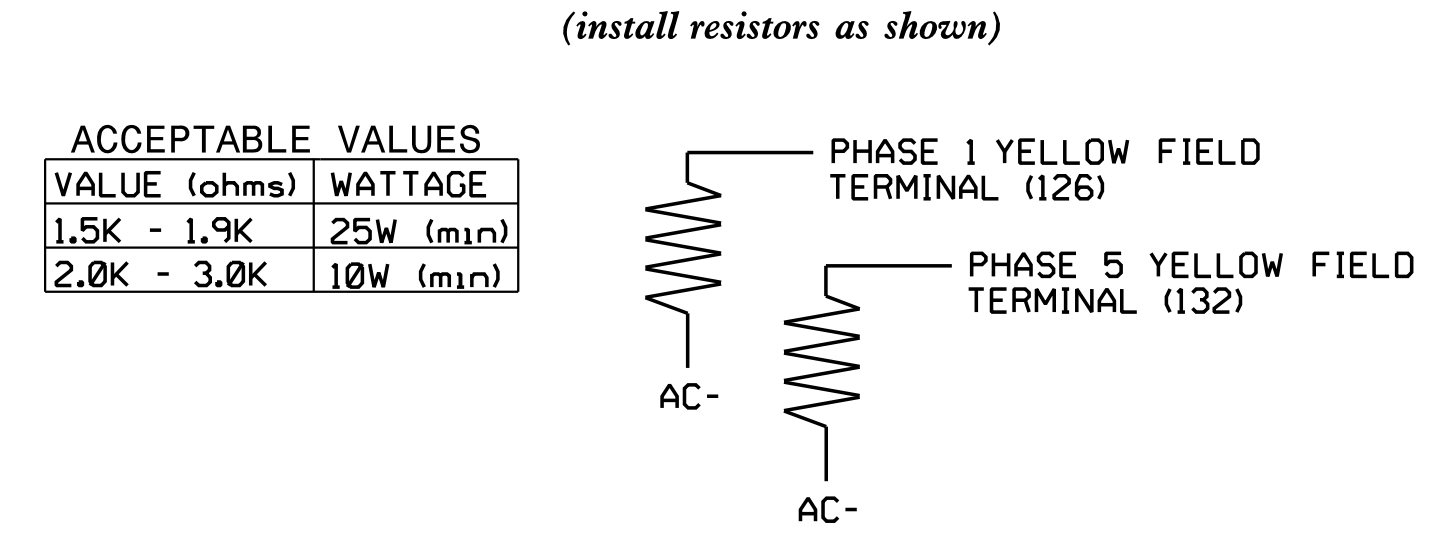 (install resistors as shown)
ACCEPTABLE VALUES
VALUE (ohms) WATTAGE
1.5K - 1.9K 25W (min)
2.0K - 3.0K 10W (min)
PHASE 1 YELLOW FIELD
TERMINAL (126)
AC-
PHASE 5 YELLOW FIELD
TERMINAL (132)
AC-